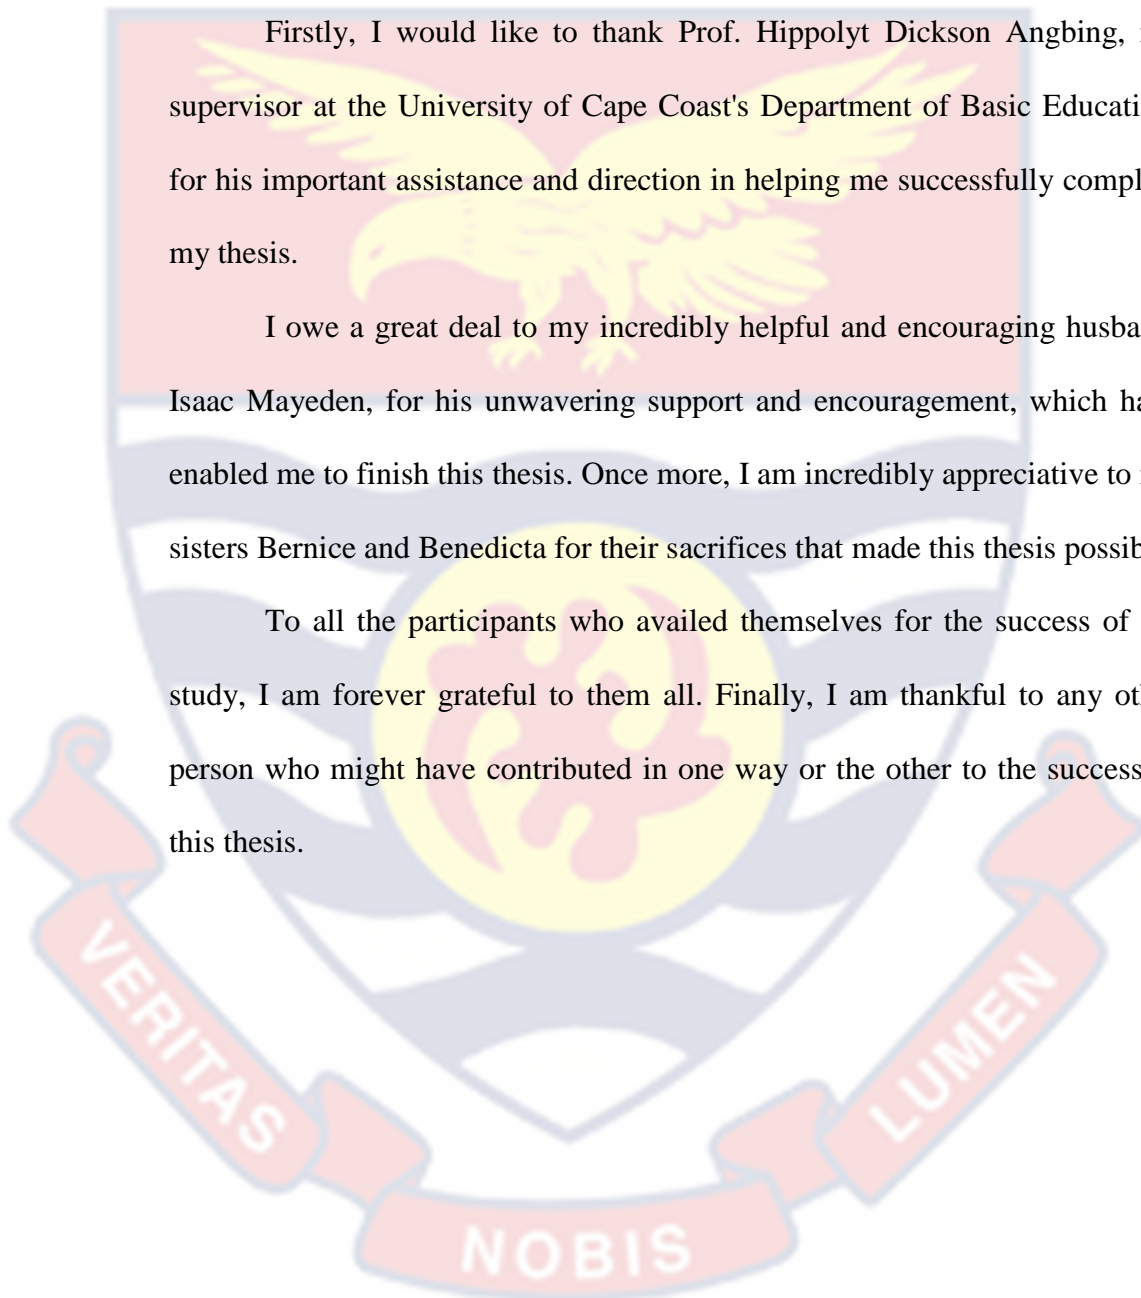 Firstly, I would like to thank Prof. Hippolyt Dickson Angbing,
supervisor at the University of Cape Coast's Department of Basic Educati
for his important assistance and direction in helping me successfully compl
my thesis.
I owe a great deal to my incredibly helpful and encouraging husba
Isaac Mayeden, for his unwavering support and encouragement, which ha
enabled me to finish this thesis. Once more, I am incredibly appreciative to
sisters Bernice and Benedicta for their sacrifices that made this thesis possib
To all the participants who availed themselves for the success of
study, I am forever grateful to them all. Finally, I am thankful to any ot
person who might have contributed in one way or the other to the success
this thesis.
VERITAS
NOBIS
LUMEN